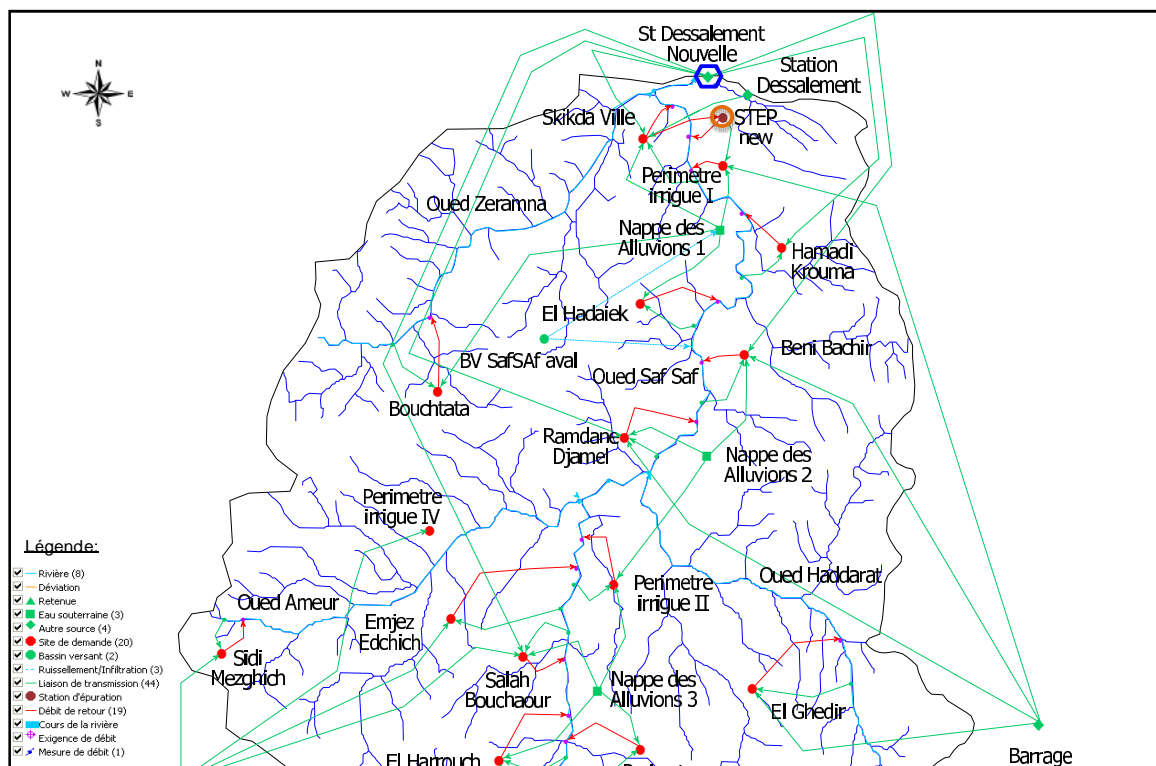 St Dessalement
Nouvelle
Station
Dessalement
N
W
E
S
Skikda Ville
STEP
new
Perimetre
irrigue I
Oued Zeramna
Nappe des
Alluvions 1
Hamadi
Krouma
El Hadaiek
BV SafSAf aval
Oued Saf Saf
Beni Bachir
Bouchtata
Ramdane
Djamel
Nappe des
Alluvions 2
Perimetre
irrigue IV
Légende:
Rivière (8)
Déviation
Retenue
Eau souterraine (3)
Autre source (4)
Site de demande (20)
Bassin versant (2)
Ruissellement/Infiltration (3)
Liaison de transmission (44)
Station d'épuration
Débit de retour (19)
Cours de la rivière
Exigence de débit
Mesure de débit (1)
Oued Ameur
Emjez
Edchich
Perimetre
irrigue II
Oued Haddarat
Sidi
Mezghich
Salah
Bouchaour
Nappe des
Alluvions 3
El Ghedir
Barrage
El Harrouch